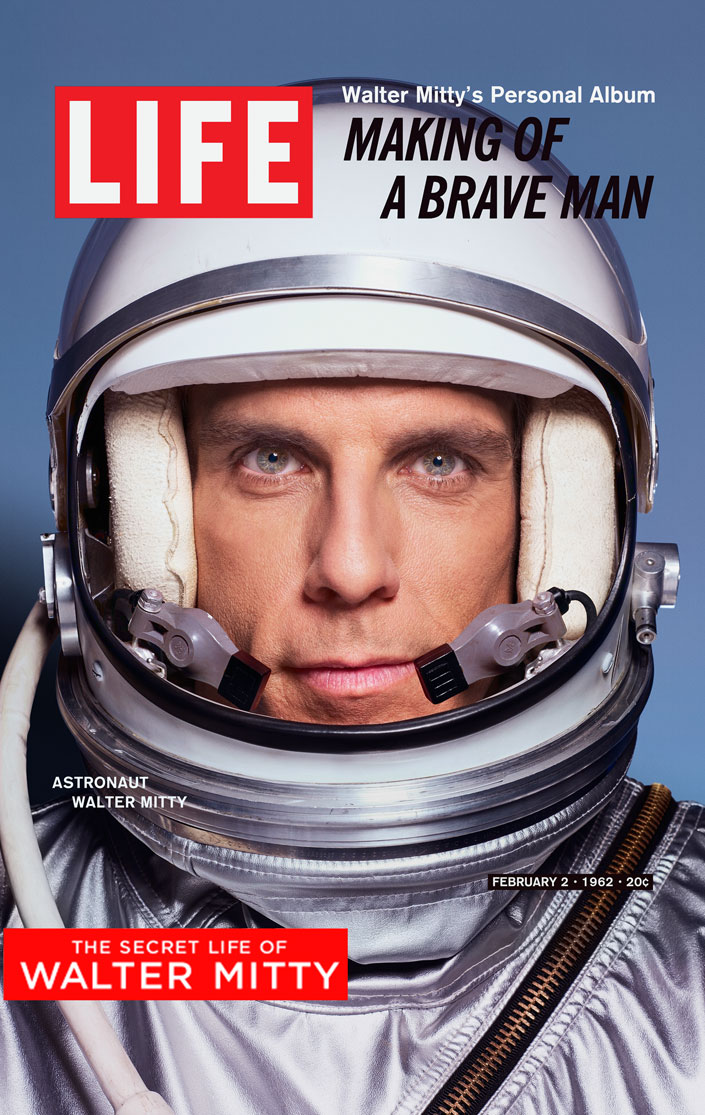 LIFE
Walter Mitty's Personal Album
MAKING OF
A BRAVE MAN
ASTRONAUT
WALTER MITTY
FEBRUARY 2 · 1962 · 20¢
THE SECRET LIFE OF
WALTER MITTY